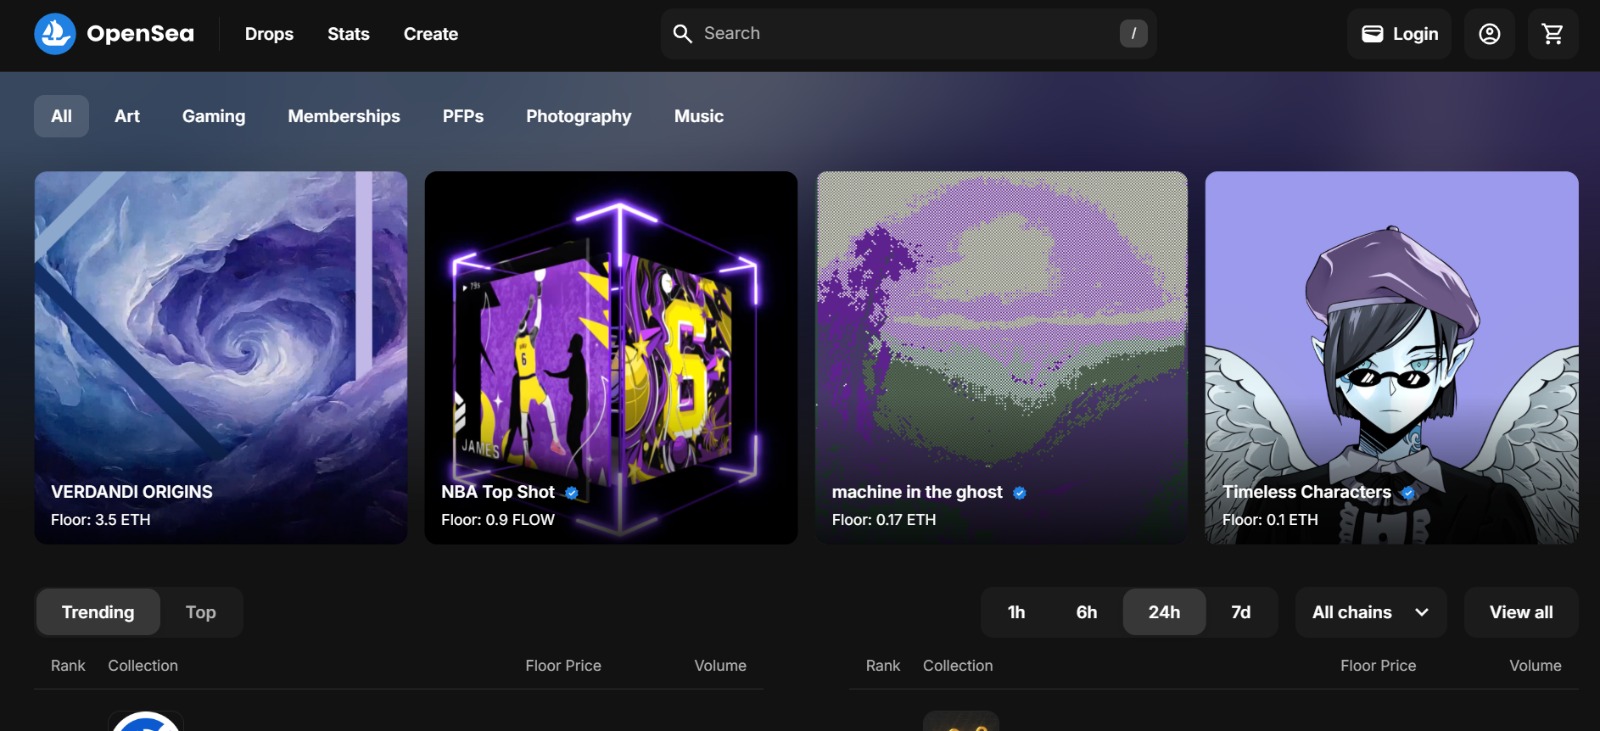 OpenSea
Drops
Stats
Create
Search
/
Login
All
Art
Gaming
Memberships
PFPs
Photography
Music
6
JAMES
6
VERDANDI ORIGINS
Floor: 3.5 ETH
NBA Top Shot
Floor: 0.9 FLOW
machine in the ghost
Floor: 0.17 ETH
Timeless Characters
Floor: 0.1 ETH
Trending
Top
1h
6h
24h
7d
All chains
View all
Rank
Collection
Floor Price
Volume
Rank
Collection
Floor Price
Volume